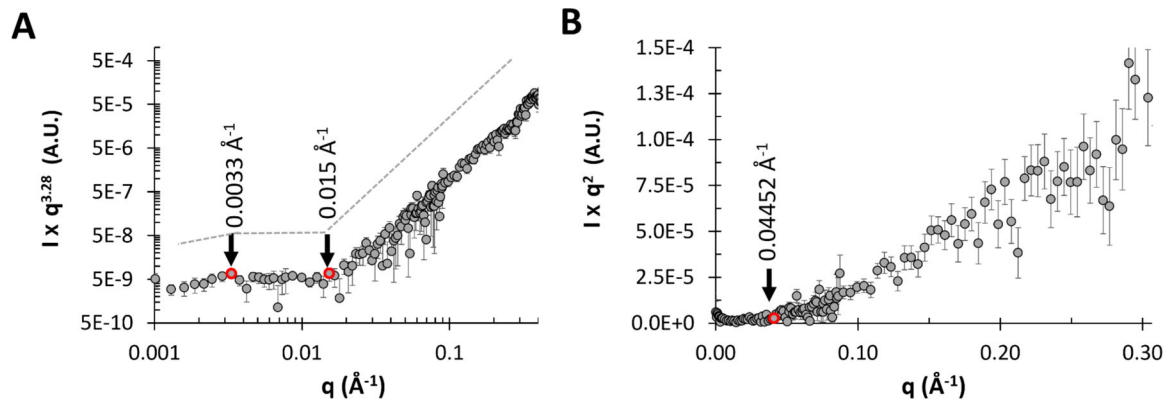 A
I x q3.28 (A.U.)
5E-4
5E-5
5E-6
5E-7
5E-8
5E-9
5E-10
0.0033 Å-1
0.015 Å-1
0.001
0.01
0.1
q (Å-1)
B
I x q2 (A.U.)
1.5E-4
1.3E-4
1.0E-4
7.5E-5
5.0E-5
2.5E-5
0.0E+0
0.04452 Å-1
0.00
0.10
0.20
0.30
q (Å-1)